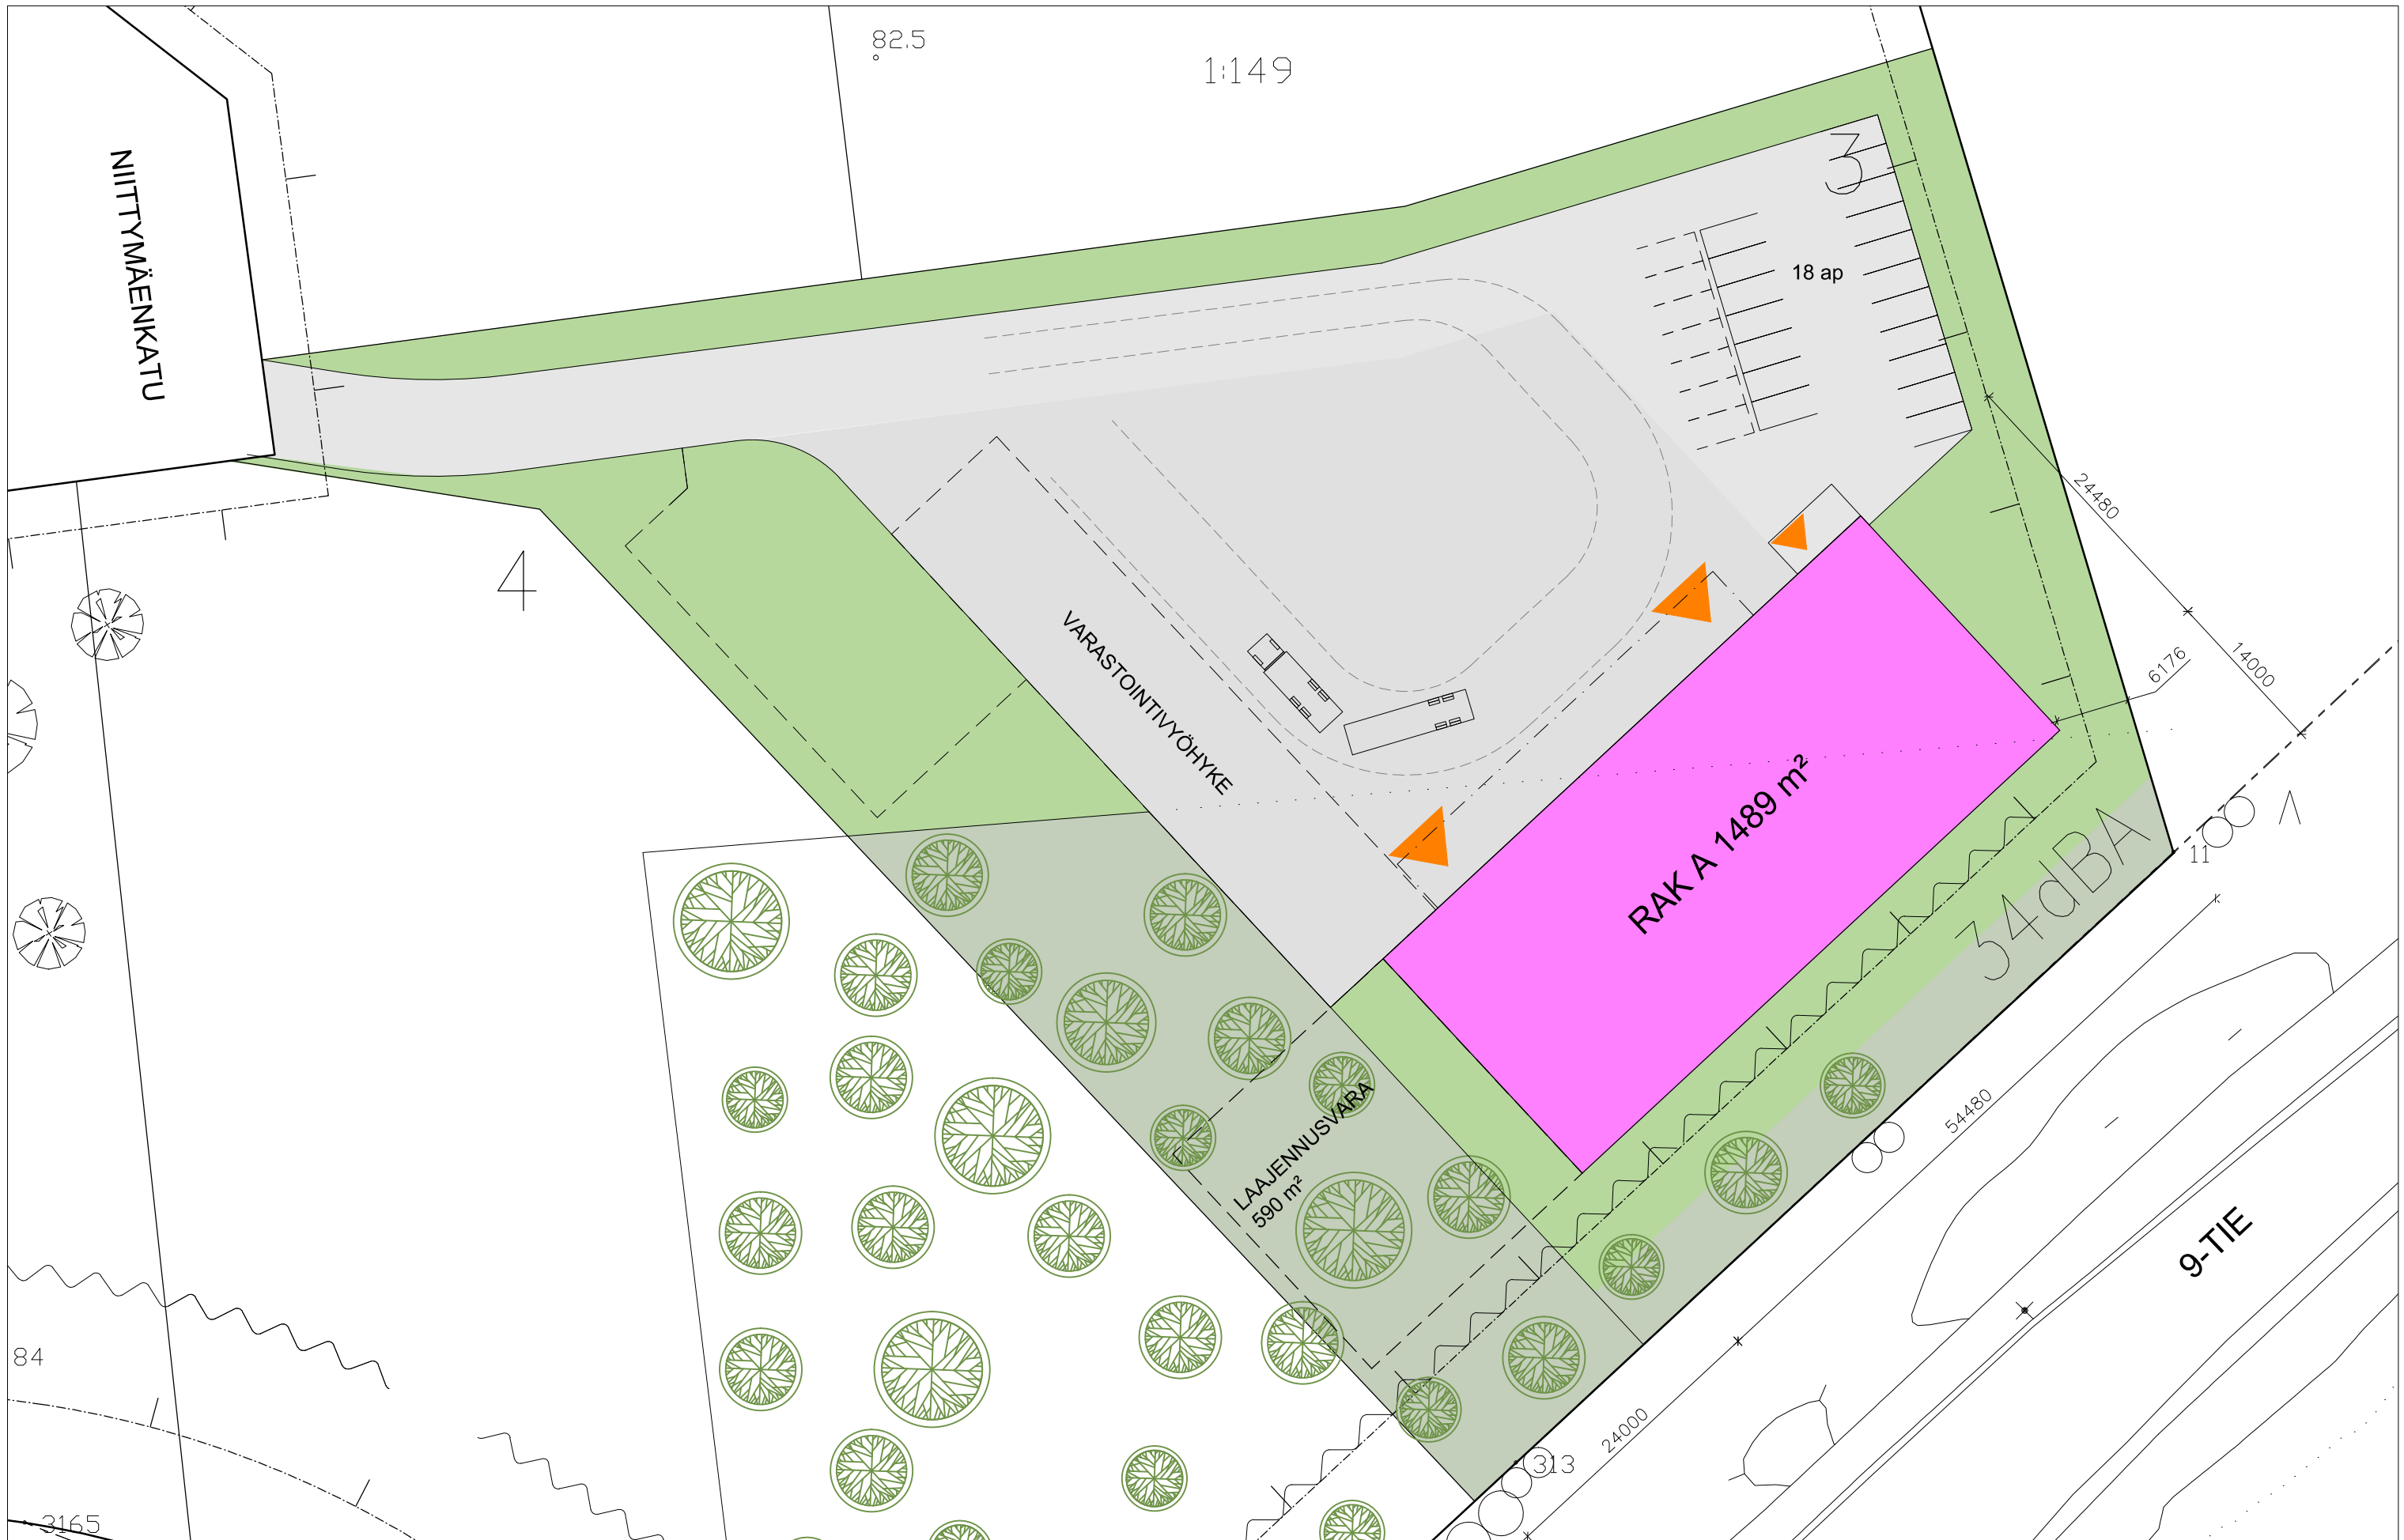 82.5
1:149
NIITTYMÄENKATU
3
18 ap
24480
4
VARASTOINTIVYÖHYKE
6176
14000
RAK A 1489 m²
34dBA
11
LAAJENNUSVARA
590 m²
54480
9-TIE
84
24000
313
3165